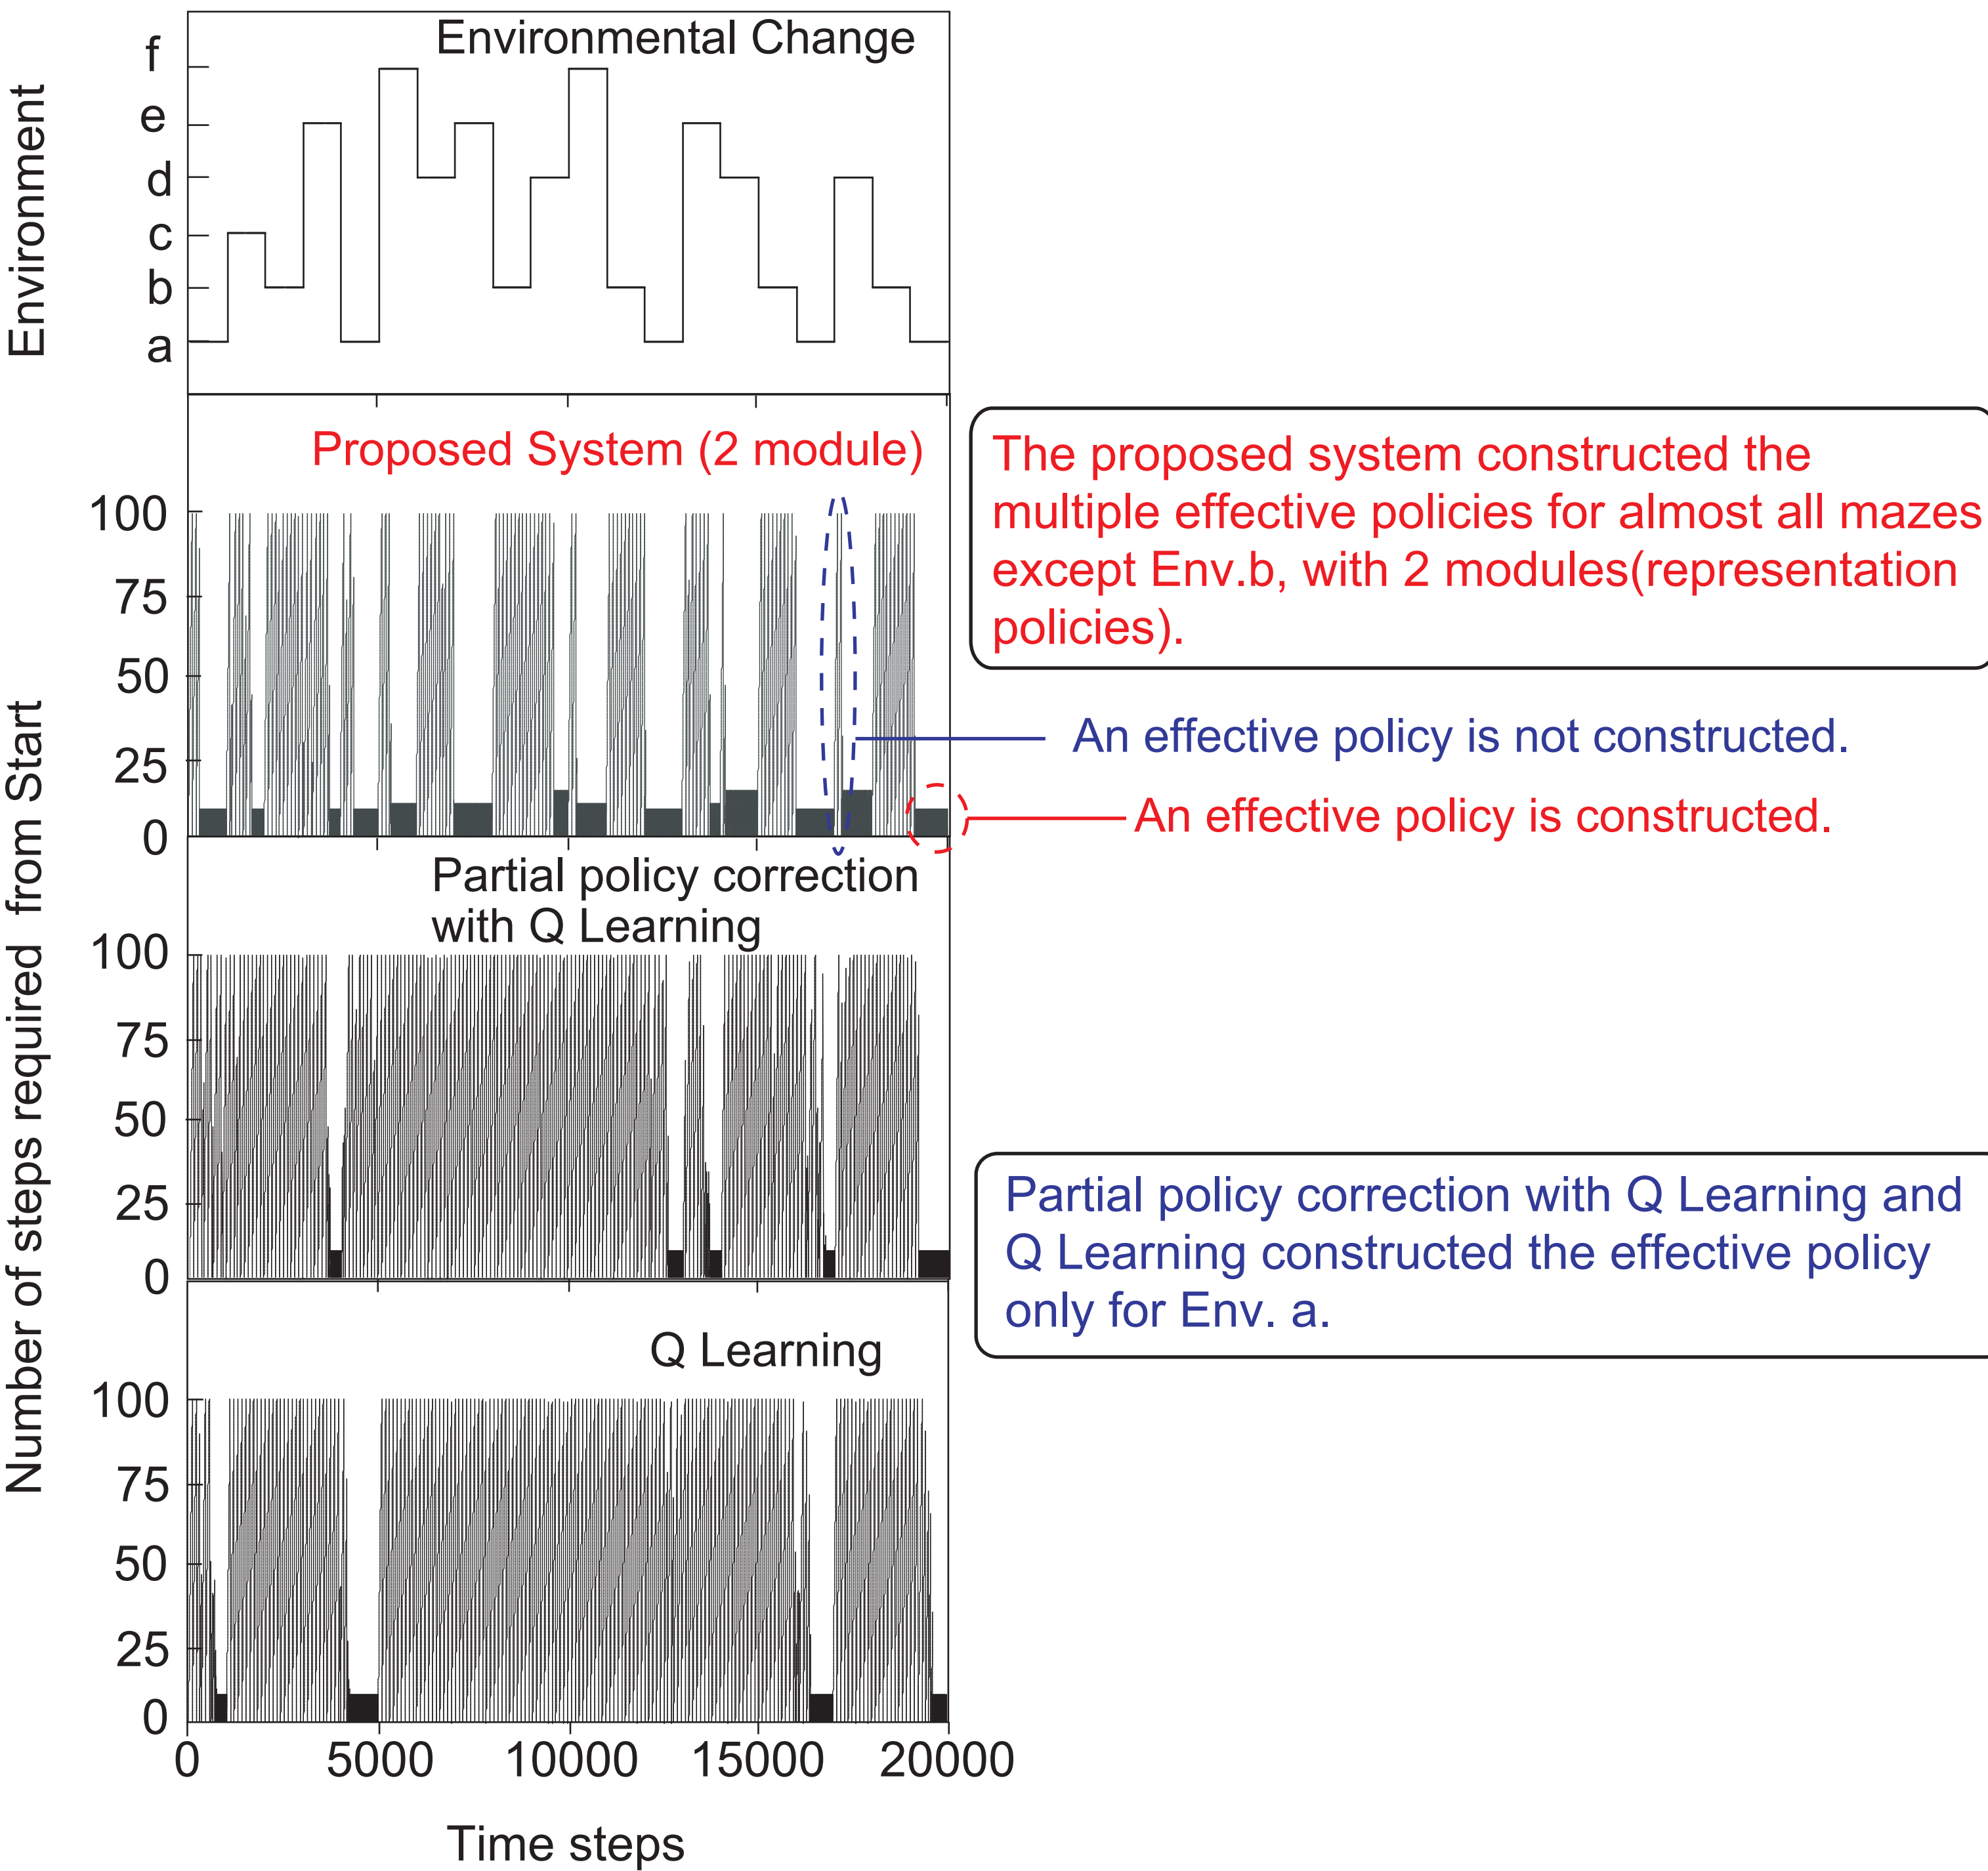 Environmental Change
Environment
f
e
d
c
b
a
Proposed System (2 module)
100
75
50
25
0
The proposed system constructed the
multiple effective policies for almost all mazes
except Env.b, with 2 modules(representation
policies).
An effective policy is not constructed.
An effective policy is constructed.
Number of steps required from Start
Partial policy correction
with Q Learning
100
75
50
25
0
Partial policy correction with Q Learning and
Q Learning constructed the effective policy
only for Env. a.
Q Learning
100
75
50
25
0
0 5000 10000 15000 20000
Time steps